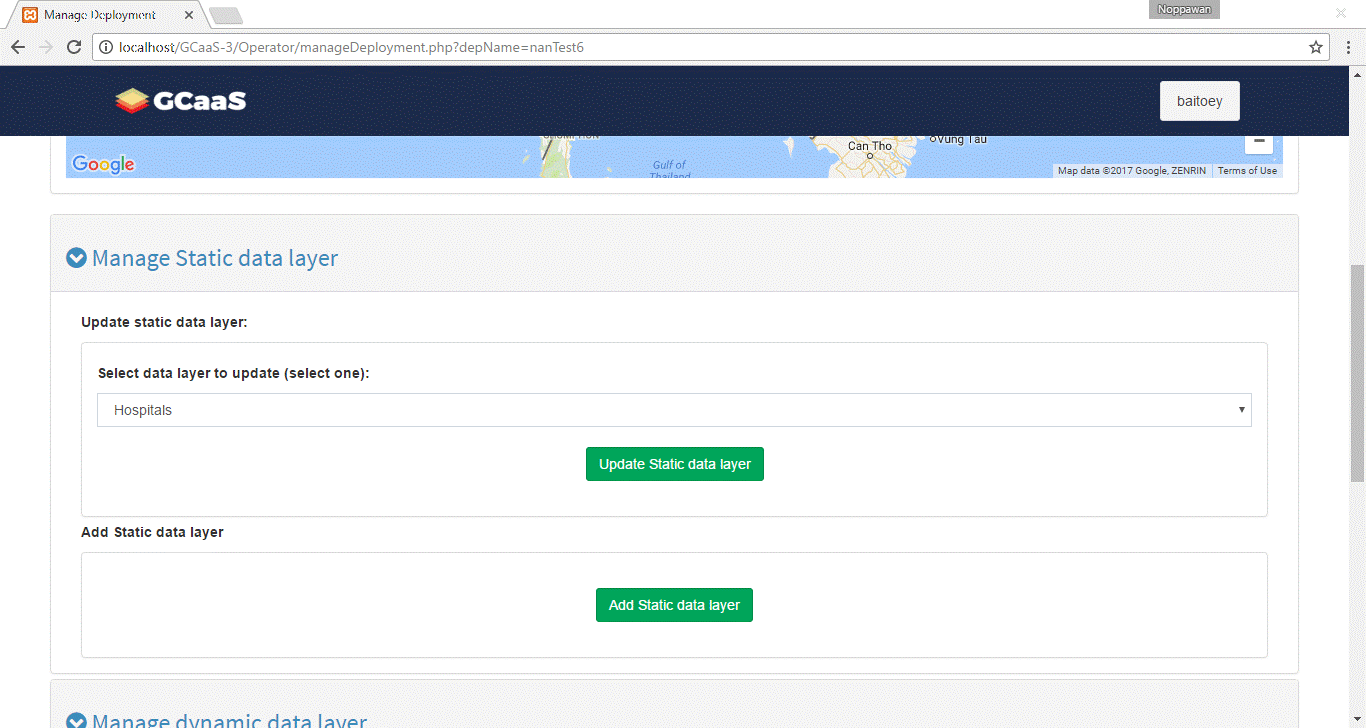 Manage Deployment
Noppawan
localhost/GCaaS-3/Operator/manageDeployment.php?depName=nanTest6
GCaaS
baitoey
Can Tho
Vung Tau
Gulf of
Thailand
Google
Map data ©2017 Google, ZENRIN
Terms of Use
Manage Static data layer
Update static data layer:
Select data layer to update (select one):
Hospitals
Update Static data layer
Add Static data layer
Add Static data layer
Manage dynamic data layer